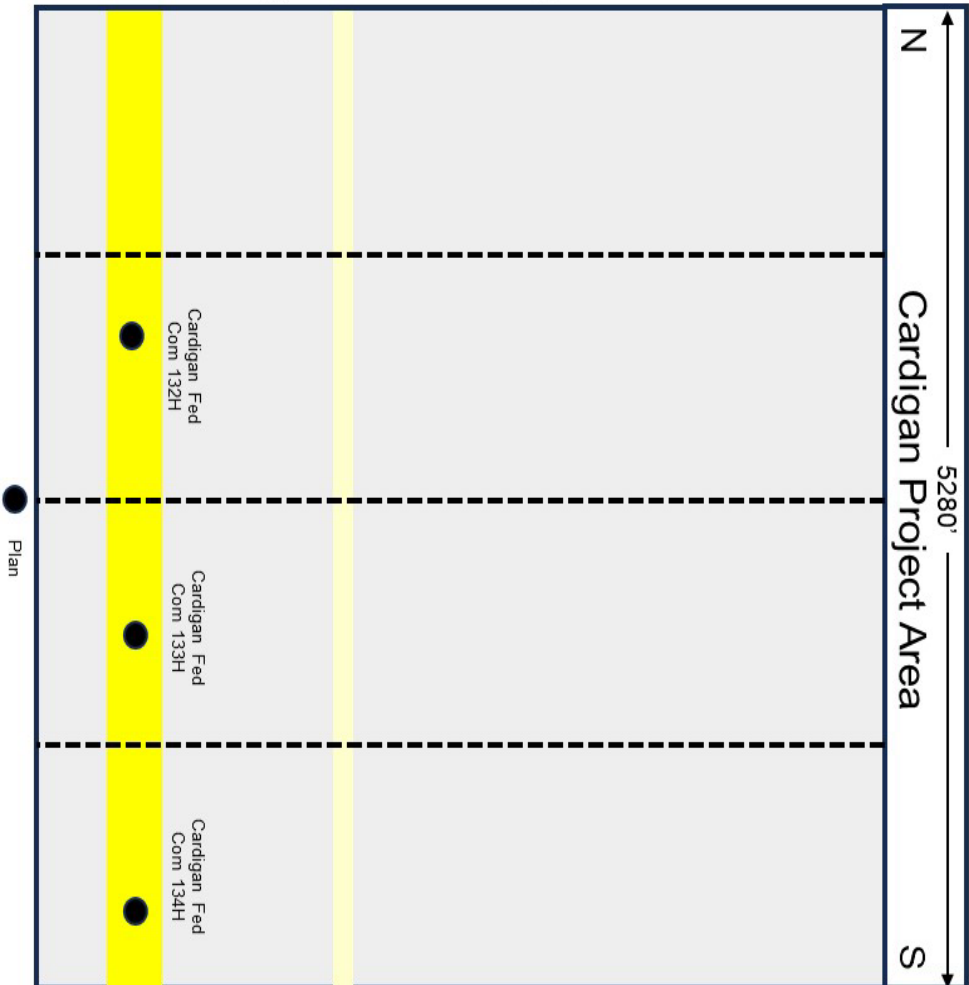 5280’
N
Cardigan Project Area
S
Cardigan Fed
Com 132H
Cardigan Fed
Com 133H
Cardigan Fed
Com 134H
Plan